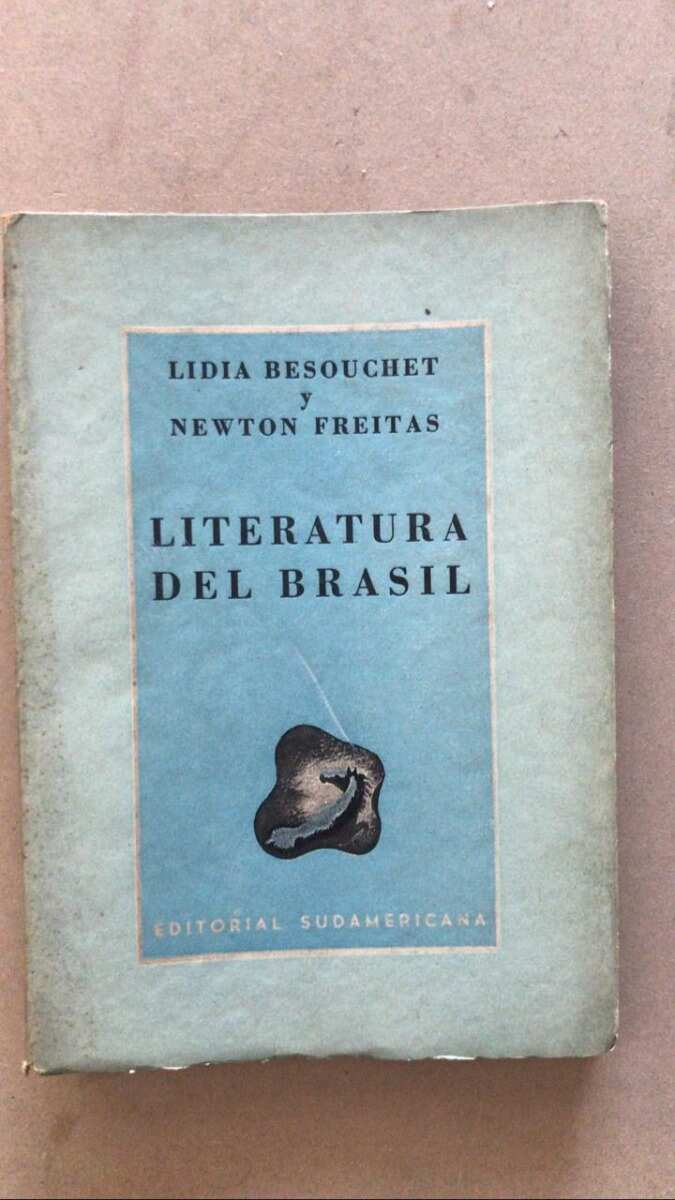 LIDIA BESOUCHET
y
NEWTON FREITAS
LITERATURA
DEL BRASIL
EDITORIAL SUDAMERICANA